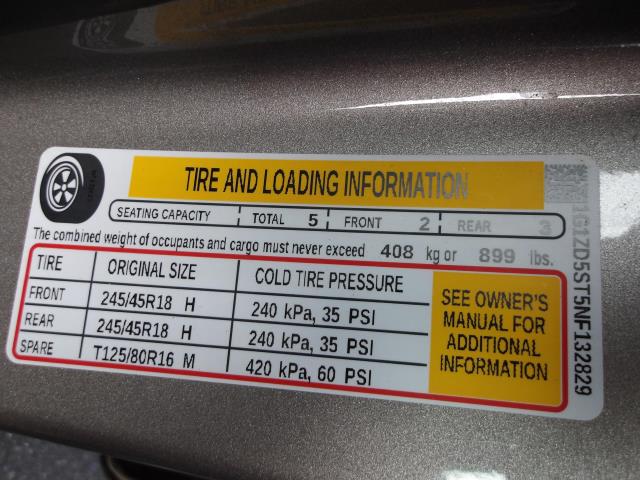 TIRE AND LOADING INFORMATION
SEATING CAPACITY TOTAL 5 FRONT 2 REAR 3
The combined weight of occupants and cargo must never exceed 408 kg or 899 lbs.
TIRE ORIGINAL SIZE COLD TIRE PRESSURE
FRONT 245/45R18 H 240 kPa, 35 PSI
REAR 245/45R18 H 240 kPa, 35 PSI
SPARE T125/80R16 M 420 kPa, 60 PSI
SEE OWNER'S
MANUAL FOR
ADDITIONAL
INFORMATION
1G1ZD5ST5NF132829